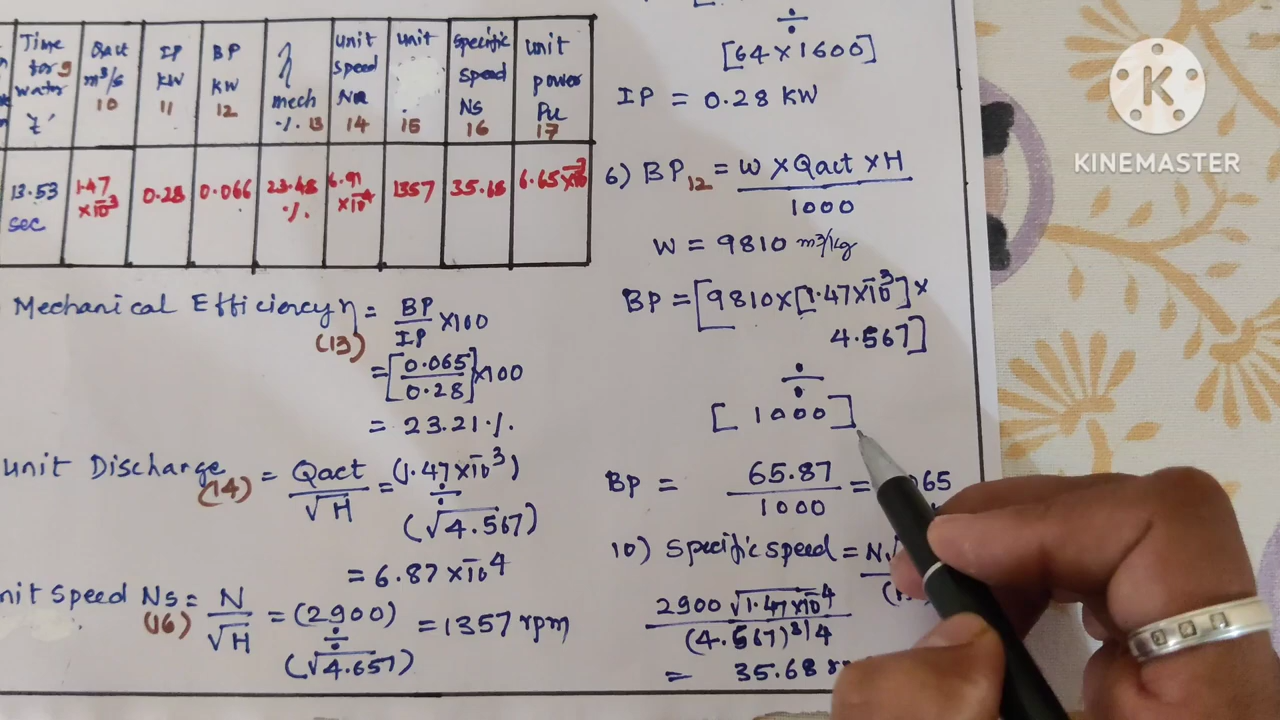 Time for 9 water 't'
Qact m³/s 10
IP KW 11
BP KW 12
η mech ·/. 13
unit speed Nu 14
unit 15
Specific speed Ns 16
unit power Pu 17
13.53 sec
1.47 ×10̄³
0.28
0.066
23.48 ·/.
6.91 ×10̄⁴
1357
35.68
6.65×10̄³
Mechanical Efficiency η = BP/IP ×100
(13)
= [0.065/0.28]×100
= 23.21 ·/.
unit Discharge (14) = Qact/√H = (1.47×10̄³) ÷ (√4.567)
= 6.87 ×10̄⁴
nit Speed Ns = N/√H = (2900) ÷ (√4.657) = 1357 rpm
(16)
÷
[64×1600]
IP = 0.28 KW
6) BP12 = W × Qact × H / 1000
W = 9810 m³/kg
BP = [9810×[1.47×10̄³]×
4.567]
÷
[1000]
BP = 65.87/1000 = 065
10) Specific speed = N√
2900 √1.47×10̄⁴ / (4.567)3/4
= 35.68
K
KINEMASTER